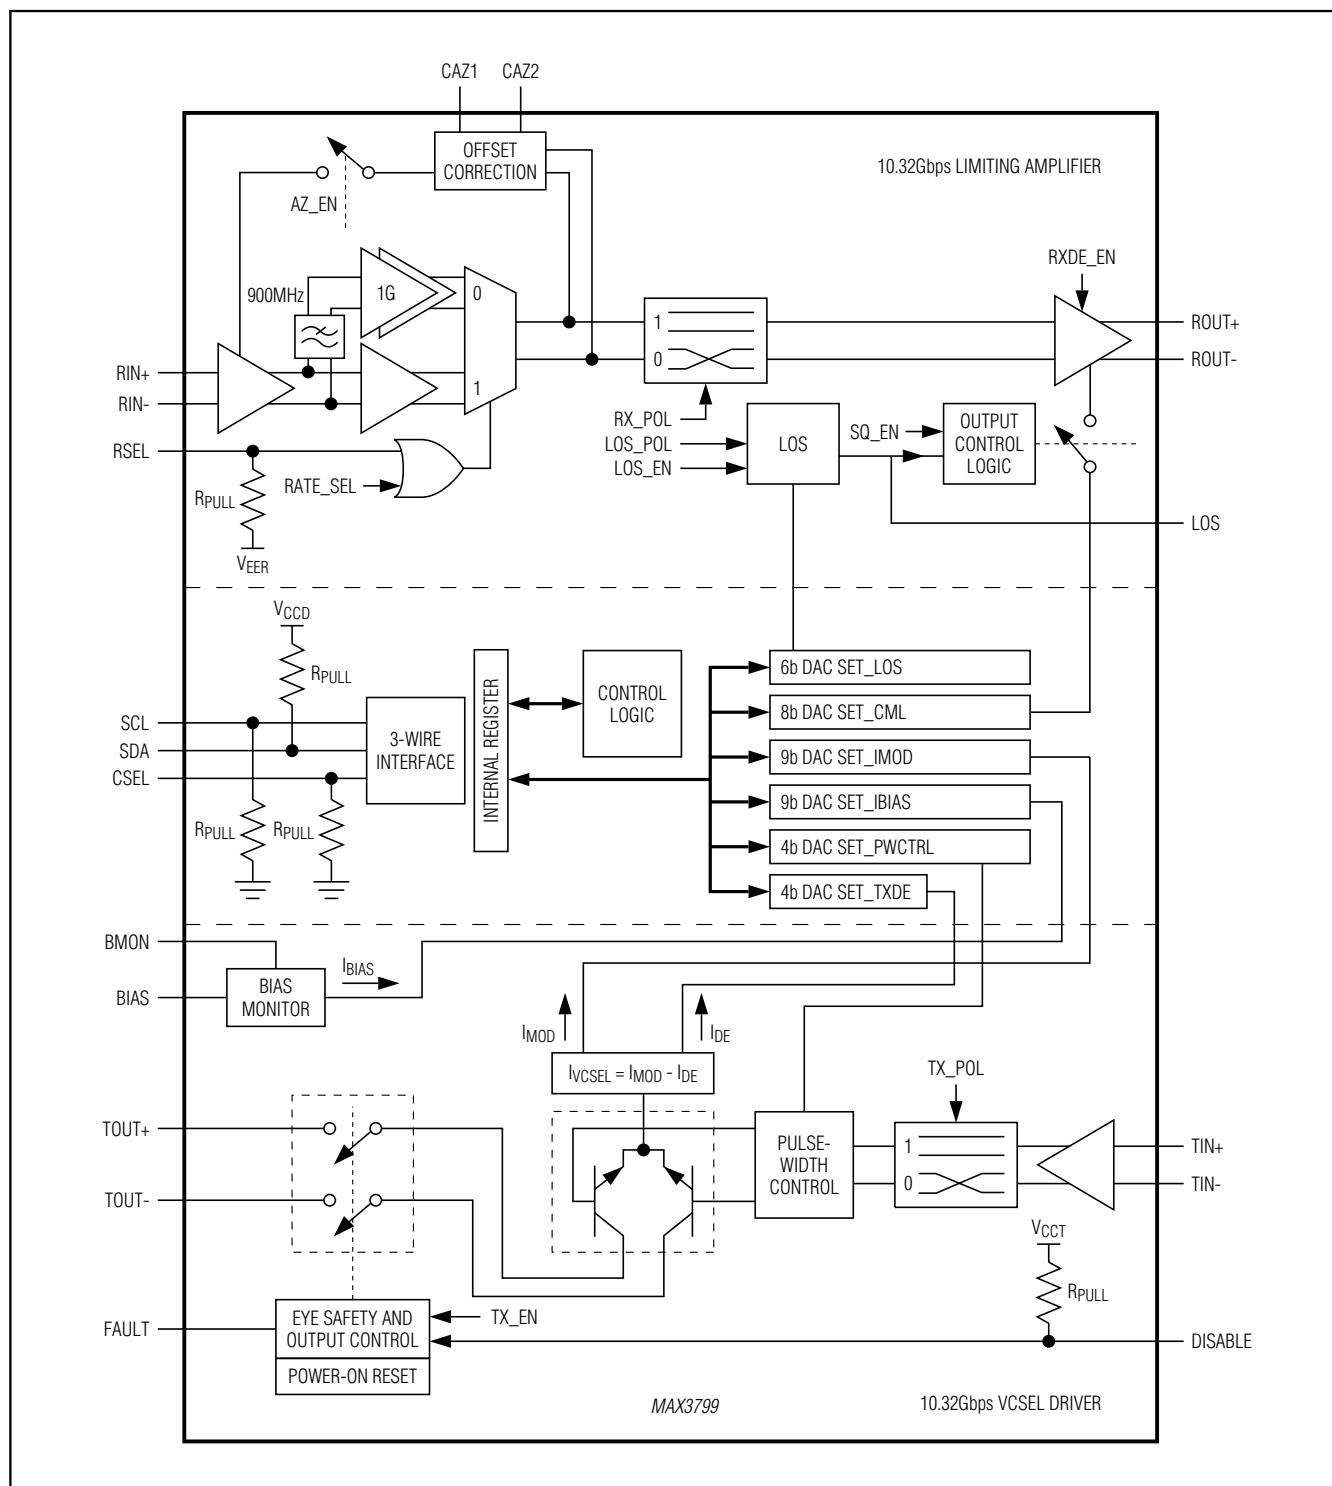 CAZ1 CAZ2
OFFSET
CORRECTION
10.32Gbps LIMITING AMPLIFIER
AZ_EN
RXDE_EN
900MHz
1G
0
1
1
0
ROUT+
ROUT-
RIN+
RIN-
RX_POL
LOS_POL
LOS_EN
LOS
SQ_EN
OUTPUT
CONTROL
LOGIC
RSEL
RATE_SEL
RPULL
VEER
LOS
VCCD
RPULL
SCL
SDA
CSEL
3-WIRE
INTERFACE
INTERNAL REGISTER
CONTROL
LOGIC
6b DAC SET_LOS
8b DAC SET_CML
9b DAC SET_IMOD
9b DAC SET_IBIAS
4b DAC SET_PWCTRL
4b DAC SET_TXDE
RPULL
RPULL
BMON
BIAS
BIAS
MONITOR
IBIAS
IMOD
IDE
IVCSEL = IMOD - IDE
TX_POL
TOUT+
TOUT-
PULSE-
WIDTH
CONTROL
1
0
TIN+
TIN-
VCCT
RPULL
FAULT
EYE SAFETY AND
OUTPUT CONTROL
POWER-ON RESET
TX_EN
DISABLE
MAX3799
10.32Gbps VCSEL DRIVER